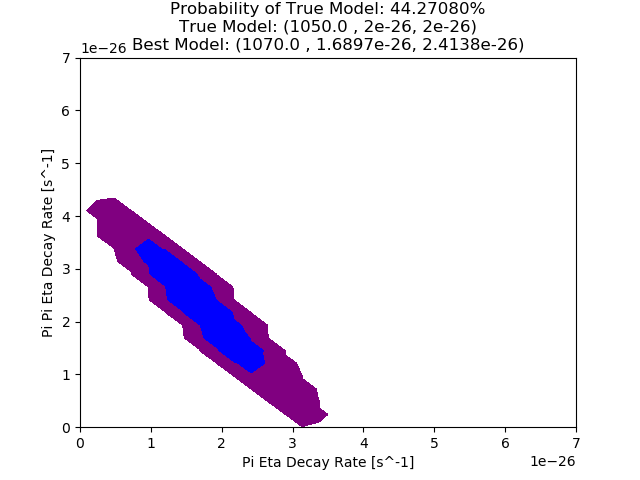 Probability of True Model: 44.27080%
True Model: (1050.0 , 2e-26, 2e-26)
1e−26 Best Model: (1070.0 , 1.6897e-26, 2.4138e-26)
7
6
5
4
3
2
1
0
Pi Pi Eta Decay Rate [s^-1]
0 1 2 3 4 5 6 7
Pi Eta Decay Rate [s^-1]
1e−26